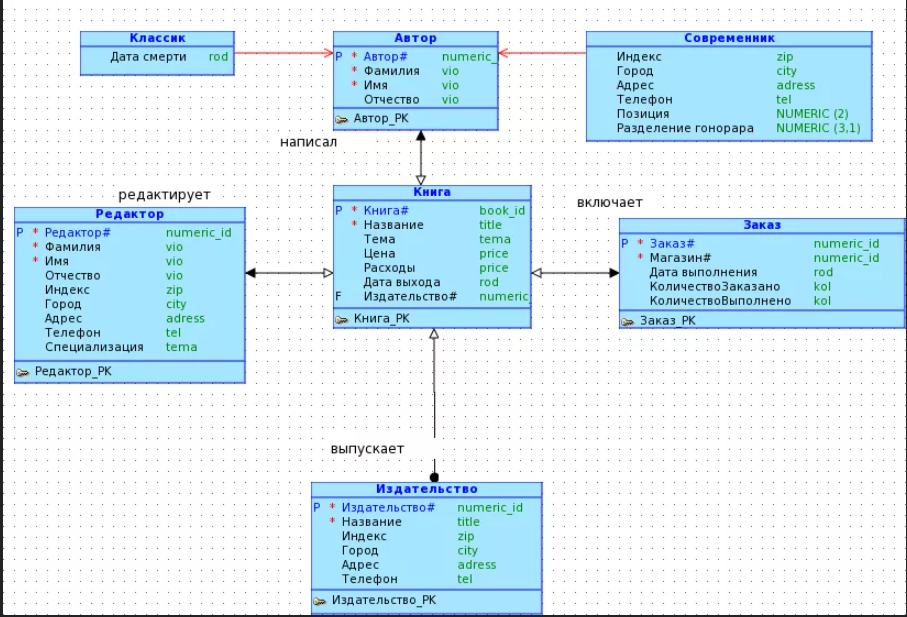 Классик
Дата смерти rod
Автор
P * Автор# numeric_
* Фамилия vio
* Имя vio
Отчество vio
Автор_PK
Современник
Индекс zip
Город city
Адрес adress
Телефон tel
Позиция NUMERIC (2)
Разделение гонорара NUMERIC (3,1)
написал
редактирует
Редактор
P * Редактор# numeric_id
* Фамилия vio
* Имя vio
Отчество vio
Индекс zip
Город city
Адрес adress
Телефон tel
Специализация tema
Редактор_PK
Книга
P * Книга# book_id
* Название title
Тема tema
Цена price
Расходы price
Дата выхода rod
F Издательство# numeric_
Книга_PK
включает
Заказ
P * Заказ# numeric_id
* Магазин# numeric_id
Дата выполнения rod
КоличествоЗаказано kol
КоличествоВыполнено kol
Заказ_PK
выпускает
Издательство
P * Издательство# numeric_id
* Название title
Индекс zip
Город city
Адрес adress
Телефон tel
Издательство_PK